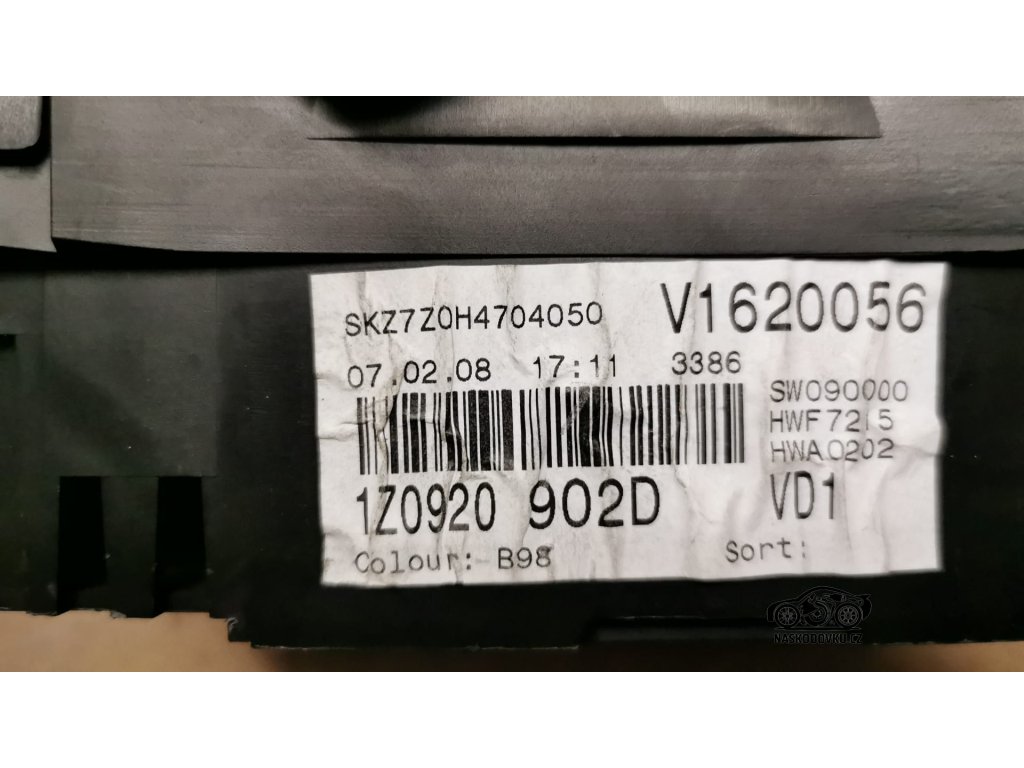 SKZ7Z0H4704050 V1620056
07.02.08 17:11 3386
SW090000
HWF7215
HWA0202
1Z0920 902D VD1
Colour: B98 Sort:
NASKODOVKU.CZ